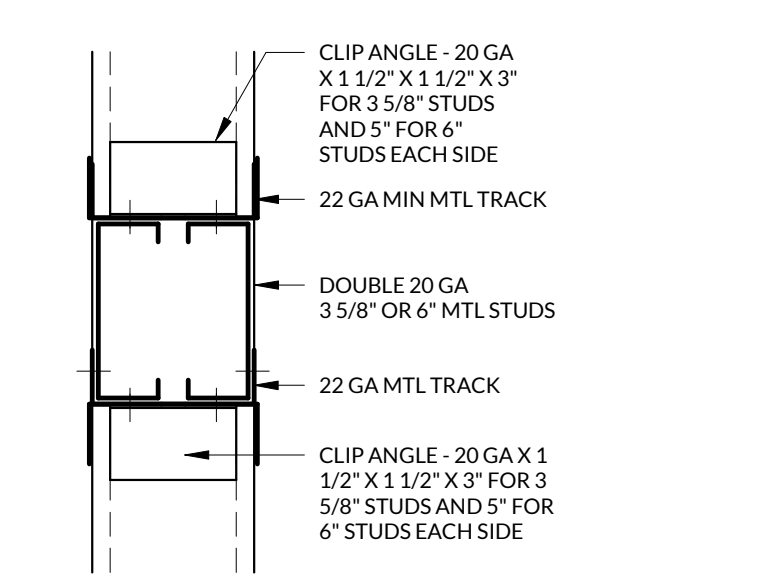 CLIP ANGLE - 20 GA
X 1 1/2" X 1 1/2" X 3"
FOR 3 5/8" STUDS
AND 5" FOR 6"
STUDS EACH SIDE
22 GA MIN MTL TRACK
DOUBLE 20 GA
3 5/8" OR 6" MTL STUDS
22 GA MTL TRACK
CLIP ANGLE - 20 GA X 1
1/2" X 1 1/2" X 3" FOR 3
5/8" STUDS AND 5" FOR
6" STUDS EACH SIDE